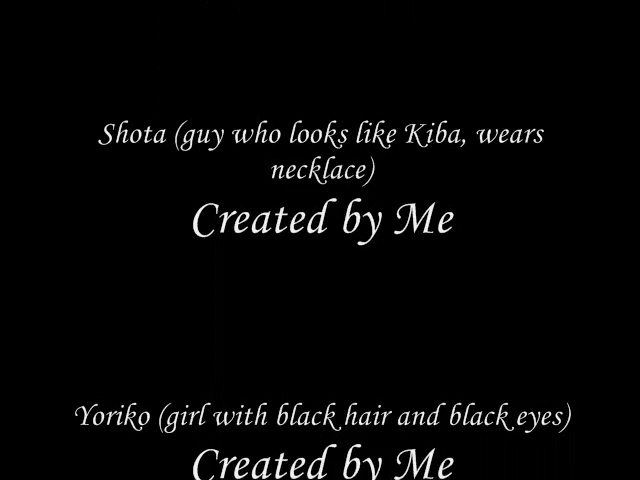 Shota (guy who looks like Kiba, wears
necklace)
Created by Me
Yoriko (girl with black hair and black eyes)
Created by Me